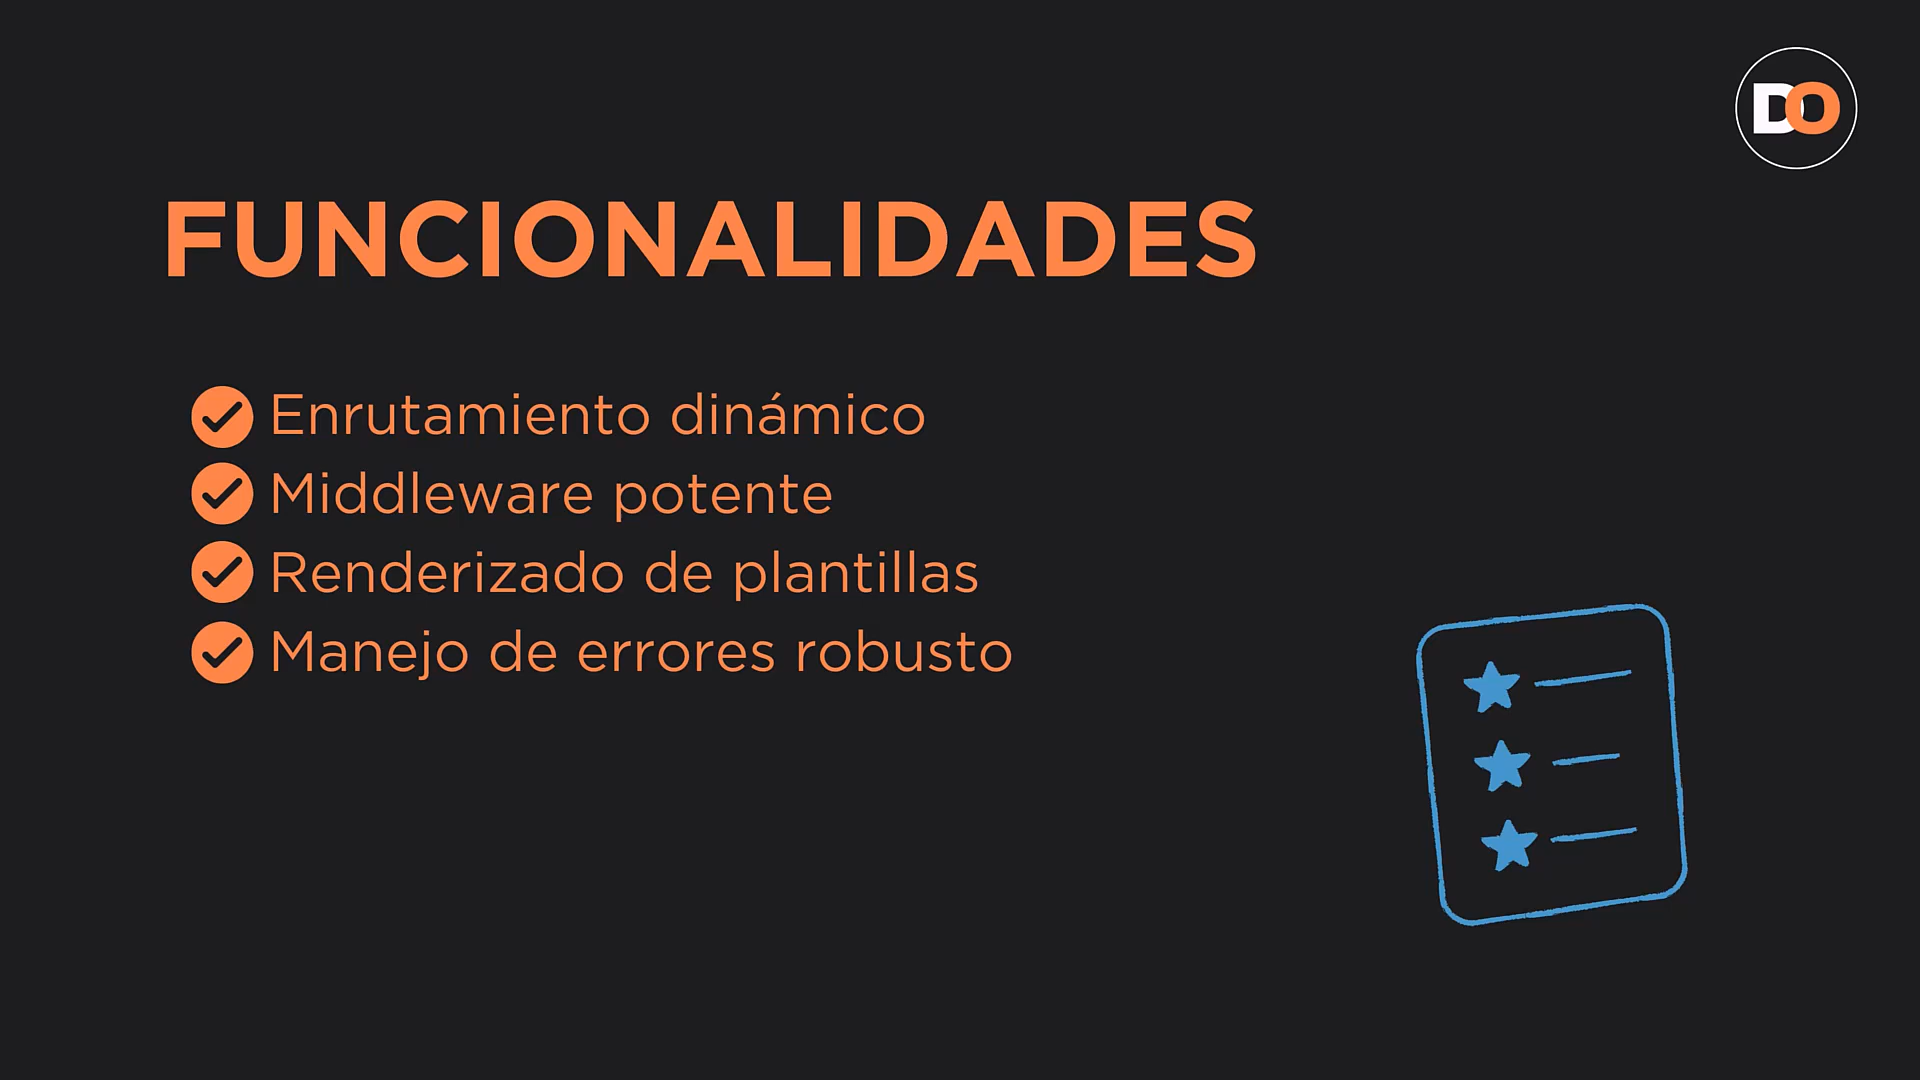 DO
FUNCIONALIDADES
Enrutamiento dinámico
Middleware potente
Renderizado de plantillas
Manejo de errores robusto